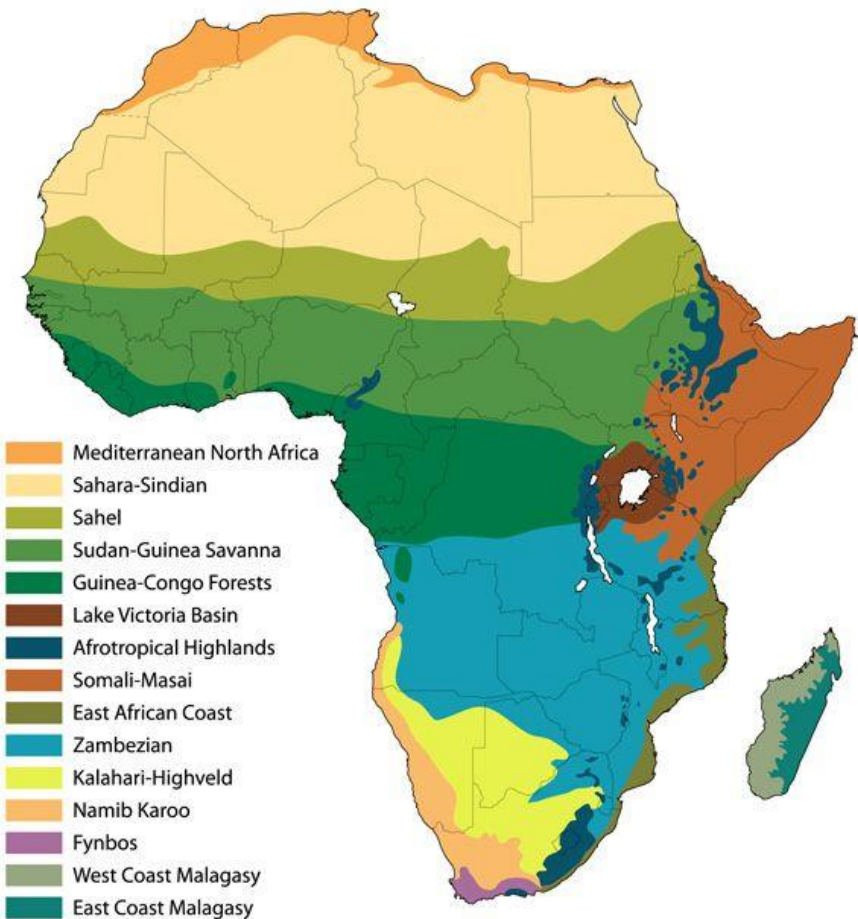 Mediterranean North Africa
Sahara-Sindian
Sahel
Sudan-Guinea Savanna
Guinea-Congo Forests
Lake Victoria Basin
Afrotropical Highlands
Somali-Masai
East African Coast
Zambezian
Kalahari-Highveld
Namib Karoo
Fynbos
West Coast Malagasy
East Coast Malagasy